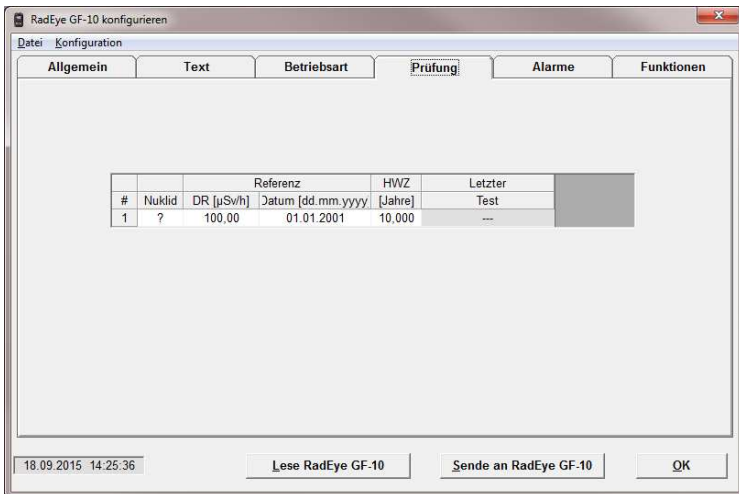 RadEye GF-10 konfigurieren
Datei Konfiguration
Allgemein Text Betriebsart Prüfung Alarme Funktionen
Referenz HWZ Letzter
# Nuklid DR [µSv/h] Datum [dd.mm.yyyy [Jahre] Test
1 ? 100,00 01.01.2001 10,000 ---
18.09.2015 14:25:36 Lese RadEye GF-10 Sende an RadEye GF-10 OK